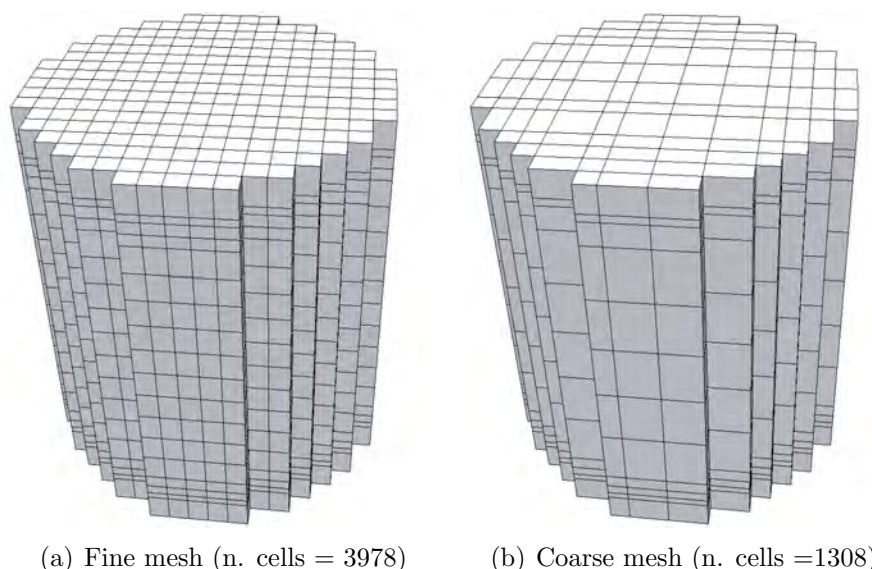 (a) Fine mesh (n. cells = 3978)
(b) Coarse mesh (n. cells =1308)